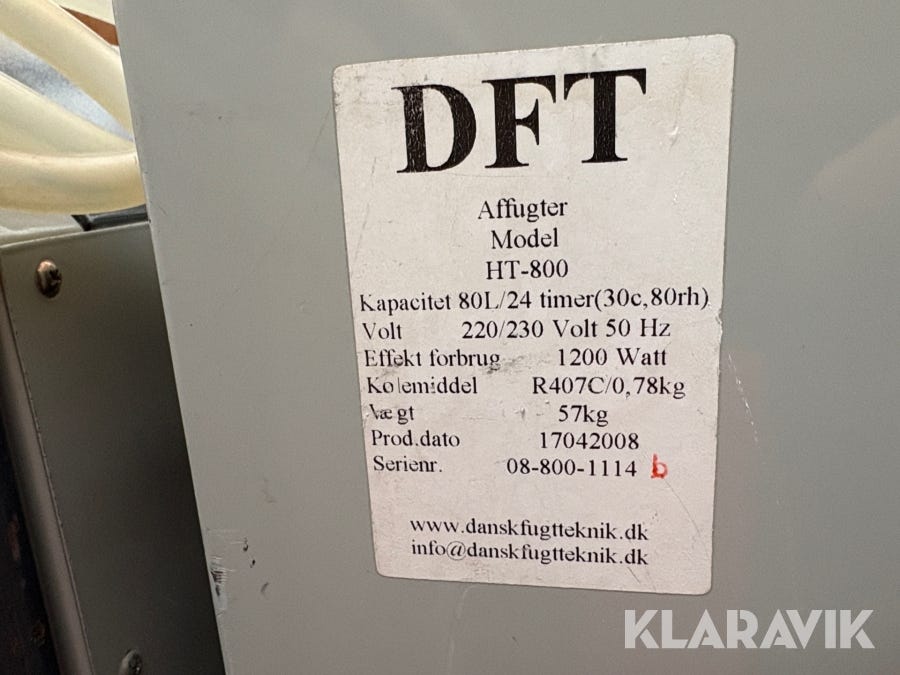 DFT
Affugter
Model
HT-800
Kapacitet 80L/24 timer(30c,80rh)
Volt 220/230 Volt 50 Hz
Effekt forbrug 1200 Watt
Kølemiddel R407C/0,78kg
Vægt 57kg
Prod.dato 17042008
Serienr. 08-800-1114 b
www.danskfugtteknik.dk
info@danskfugtteknik.dk
KLARAVIK